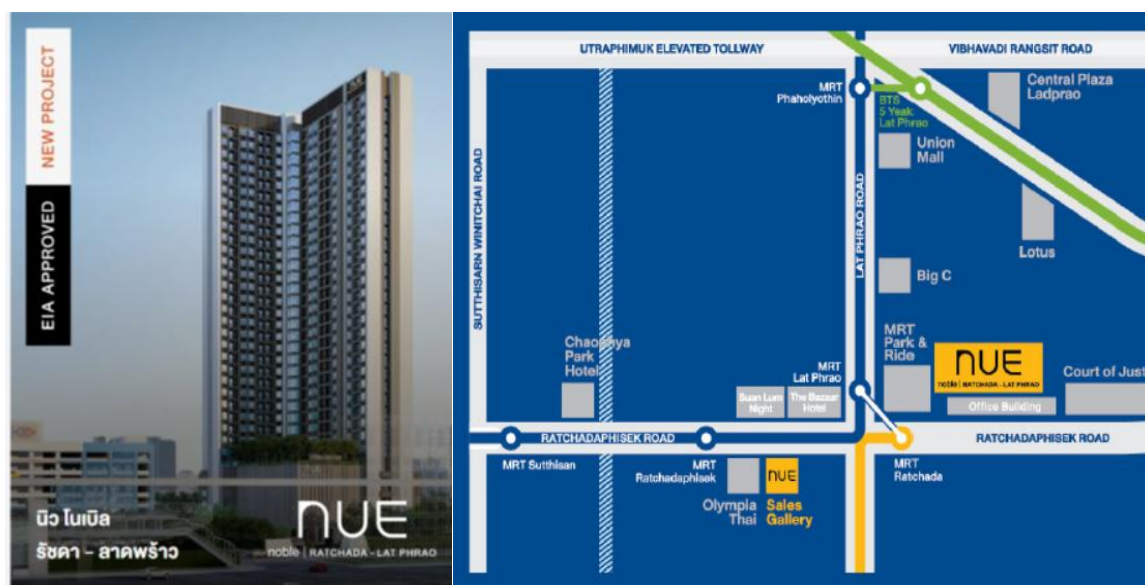 NEW PROJECT
EIA APPROVED
NUE
นิว โนเบิล
รัชดา - ลาดพร้าว
nUE
noble | RATCHADA - LAT PHRAO
UTRAPHIMUK ELEVATED TOLLWAY
VIBHAVADI RANGSIT ROAD
MRT
Phaholyothin
BTS
5 Yeak
Lat Phrao
Central Plaza
Ladprao
Union
Mall
SUTTHISARN WINITCHAI ROAD
LAT PHRAO ROAD
Lotus
Big C
Chaophya
Park
Hotel
MRT
Lat Phrao
MRT
Park &
Ride
nUE
noble | RATCHADA - LAT PHRAO
Court of Just
Suan Lum
Night
The Bazaar
Hotel
Office Building
RATCHADAPHISEK ROAD
RATCHADAPHISEK ROAD
MRT Sutthisan
MRT
Ratchadaphisek
MRT
Ratchada
nUE
Olympia
Thai
Sales
Gallery